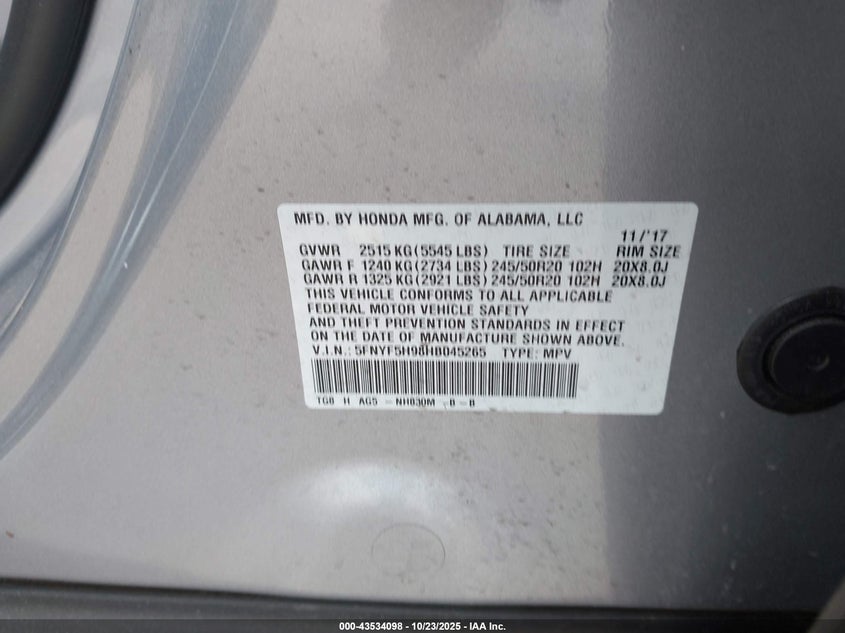 MFD. BY HONDA MFG. OF ALABAMA, LLC
11/'17
GVWR 2515 KG (5545 LBS) TIRE SIZE RIM SIZE
GAWR F 1240 KG (2734 LBS) 245/50R20 102H 20X8.0J
GAWR R 1325 KG (2921 LBS) 245/50R20 102H 20X8.0J
THIS VEHICLE CONFORMS TO ALL APPLICABLE
FEDERAL MOTOR VEHICLE SAFETY
AND THEFT PREVENTION STANDARDS IN EFFECT
ON THE DATE OF MANUFACTURE SHOWN ABOVE.
V.I.N.: 5FNYF5H98HB045265 TYPE: MPV
TG8 H AG5 - NH830M -B -B
000-43534098 - 10/23/2025 - IAA Inc.